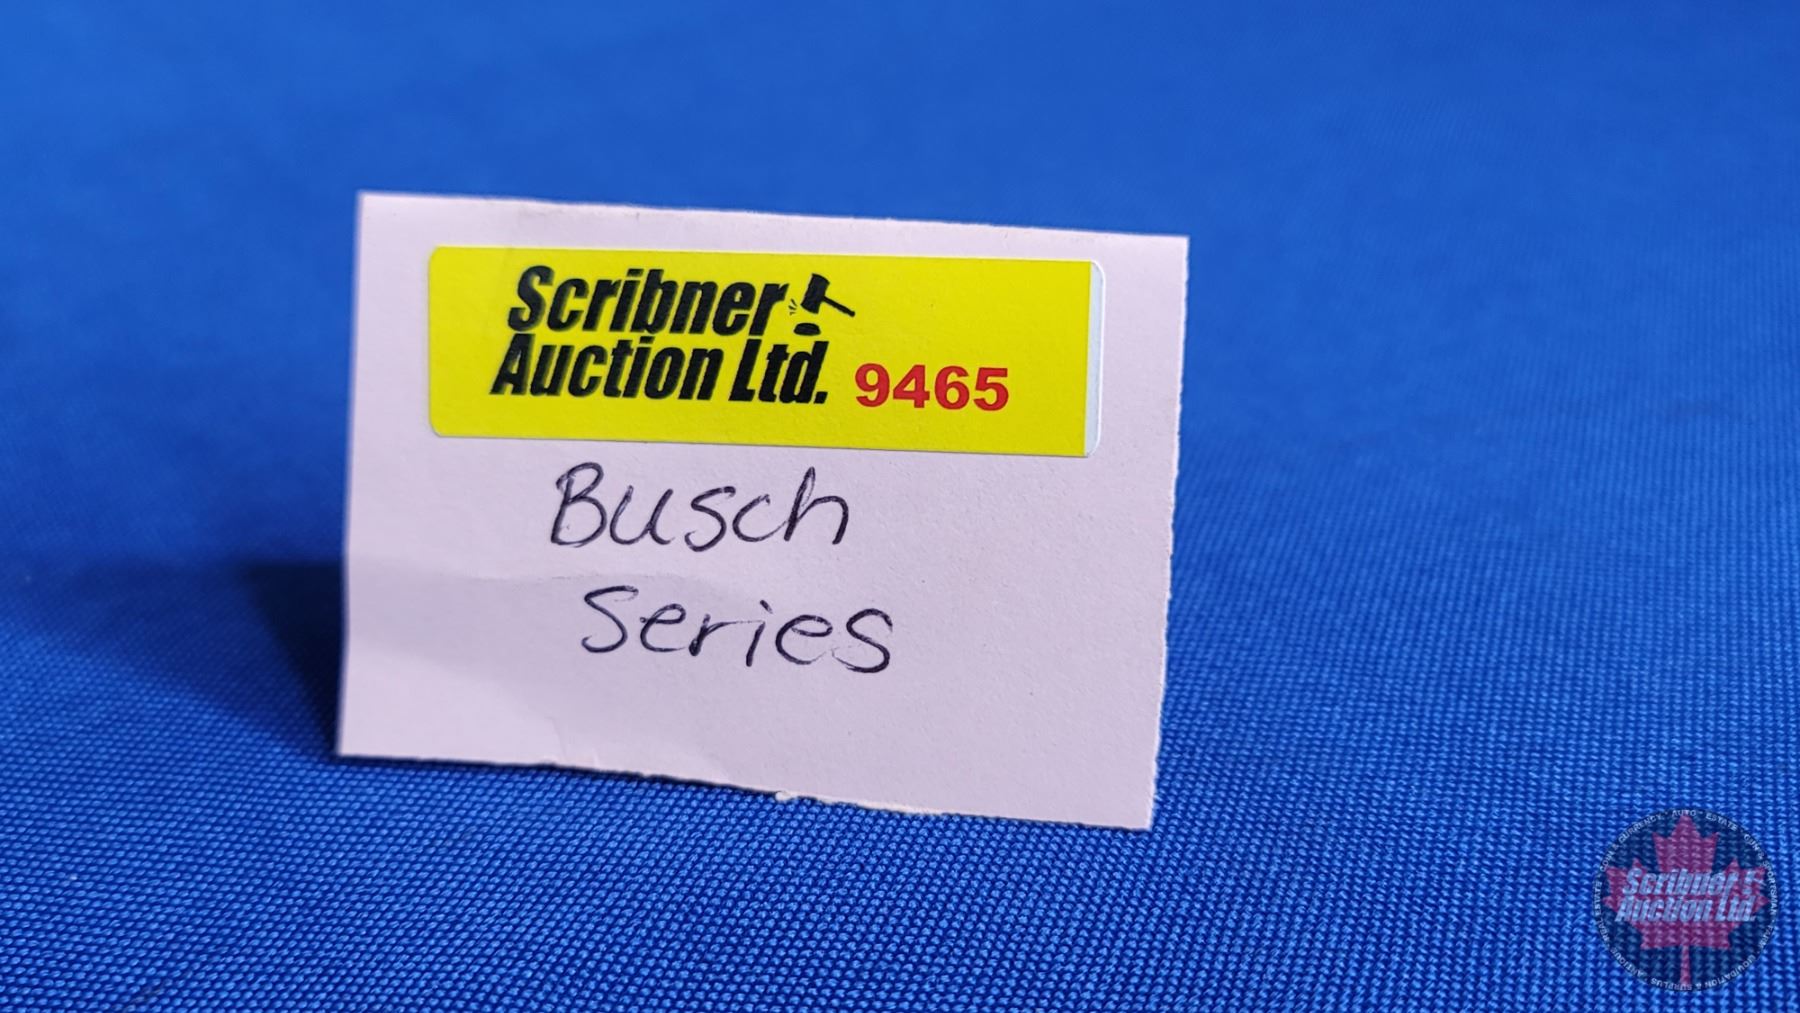 Scribner
Auction Ltd. 9465
Busch
Series
Scribner
Auction Ltd.